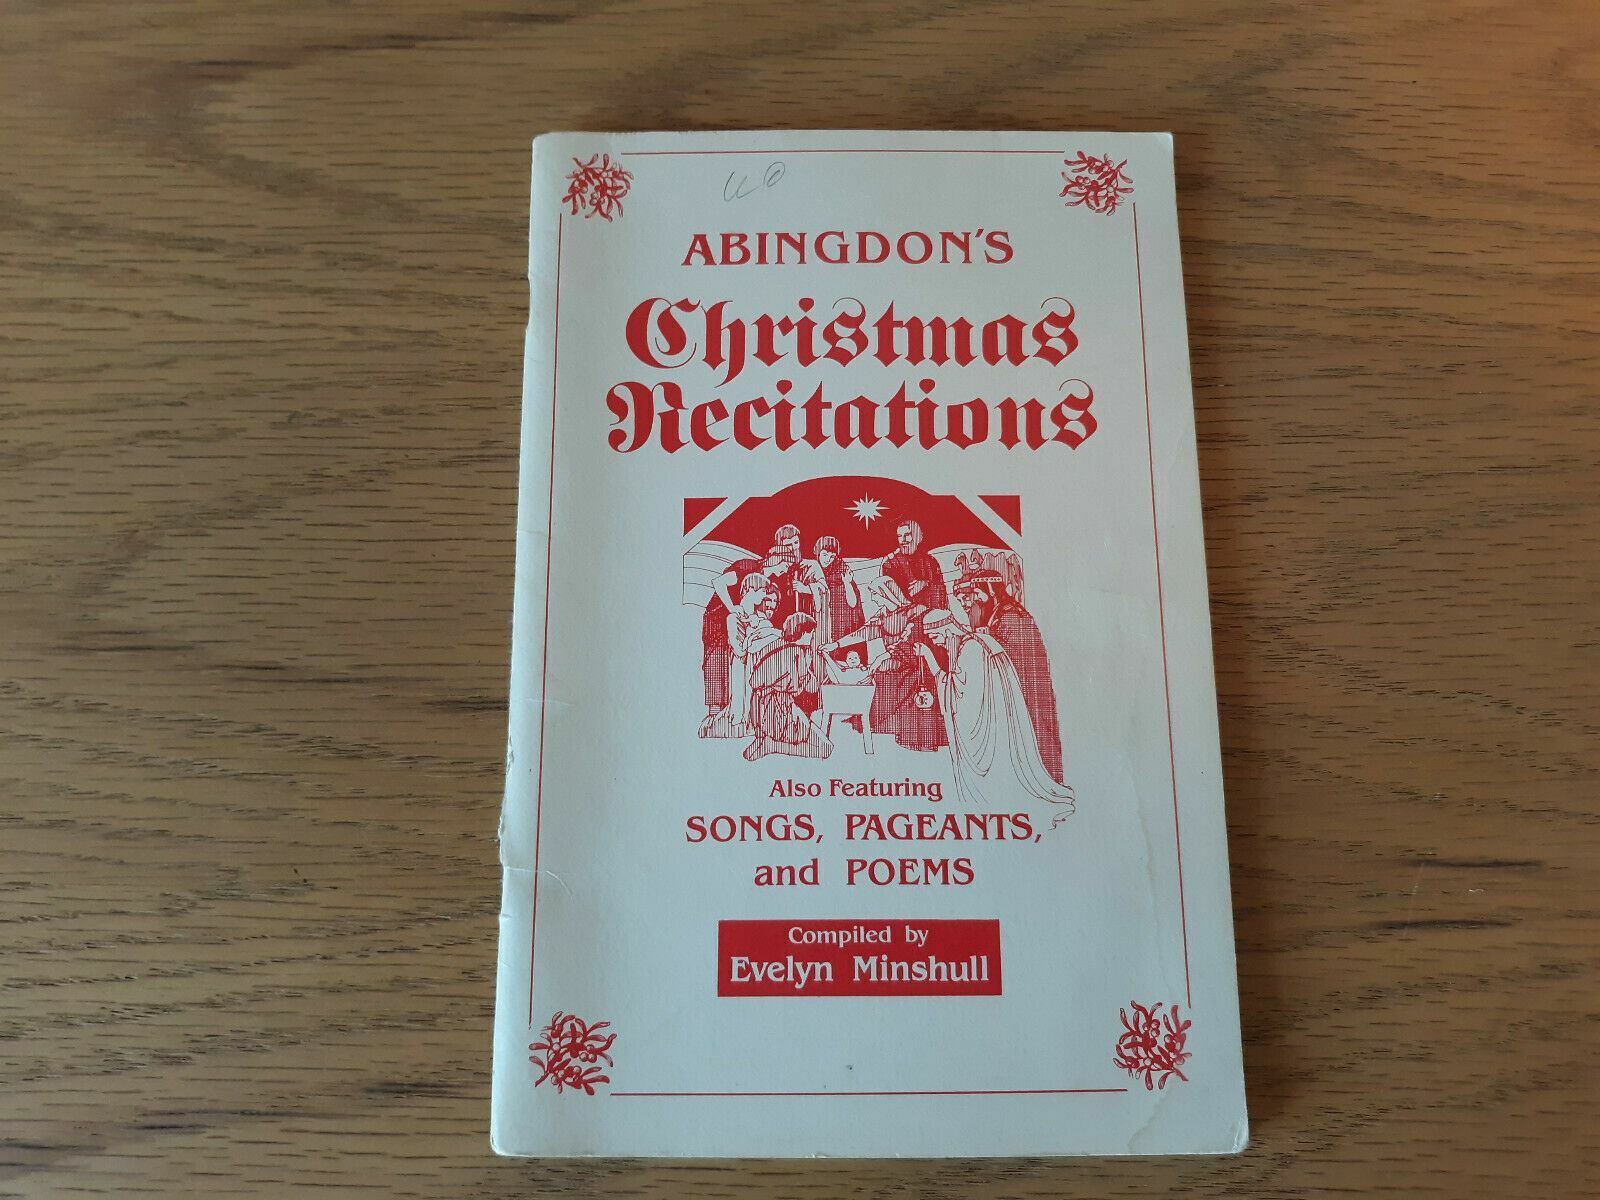 ABINGDON'S
Christmas
Recitations
Also Featuring
SONGS, PAGEANTS,
and POEMS
Compiled by
Evelyn Minshull